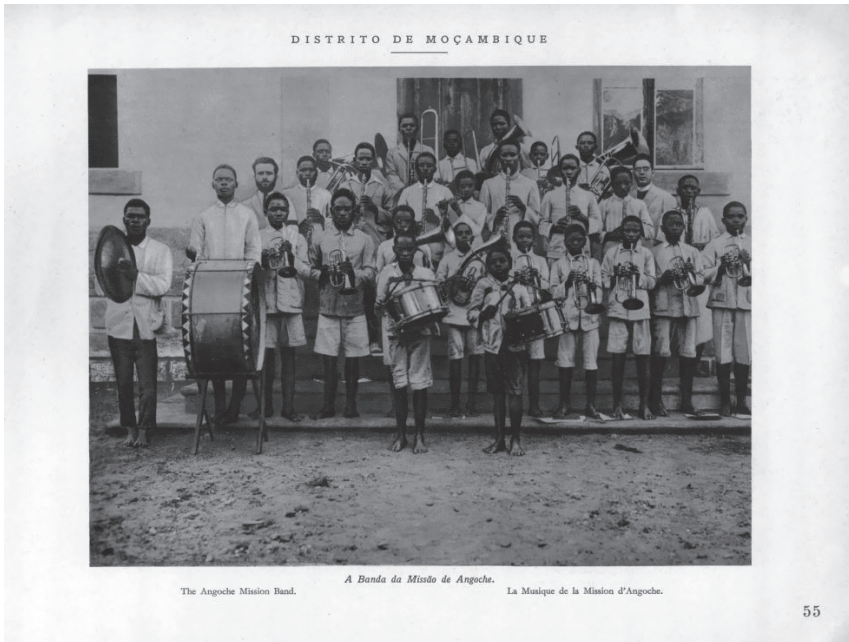 DISTRITO DE MOÇAMBIQUE
A Banda da Missão de Angoche.
The Angoche Mission Band.
La Musique de la Mission d'Angoche.
55